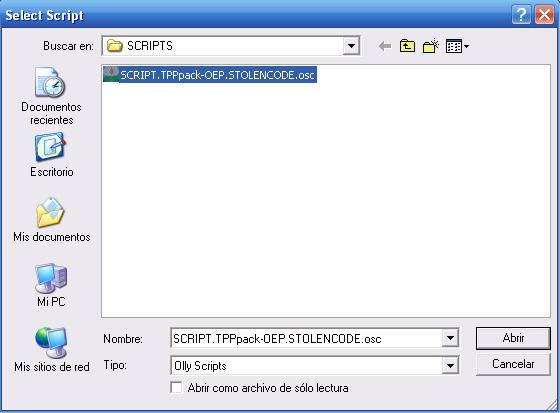 Select Script
Buscar en: SCRIPTS
SCRIPT.TPPpack-OEP.STOLENCODE.osc
Documentos
recientes
Escritorio
Mis documentos
Mi PC
Mis sitios de red
Nombre: SCRIPT.TPPpack-OEP.STOLENCODE.osc Abrir
Tipo: Olly Scripts Cancelar
Abrir como archivo de sólo lectura